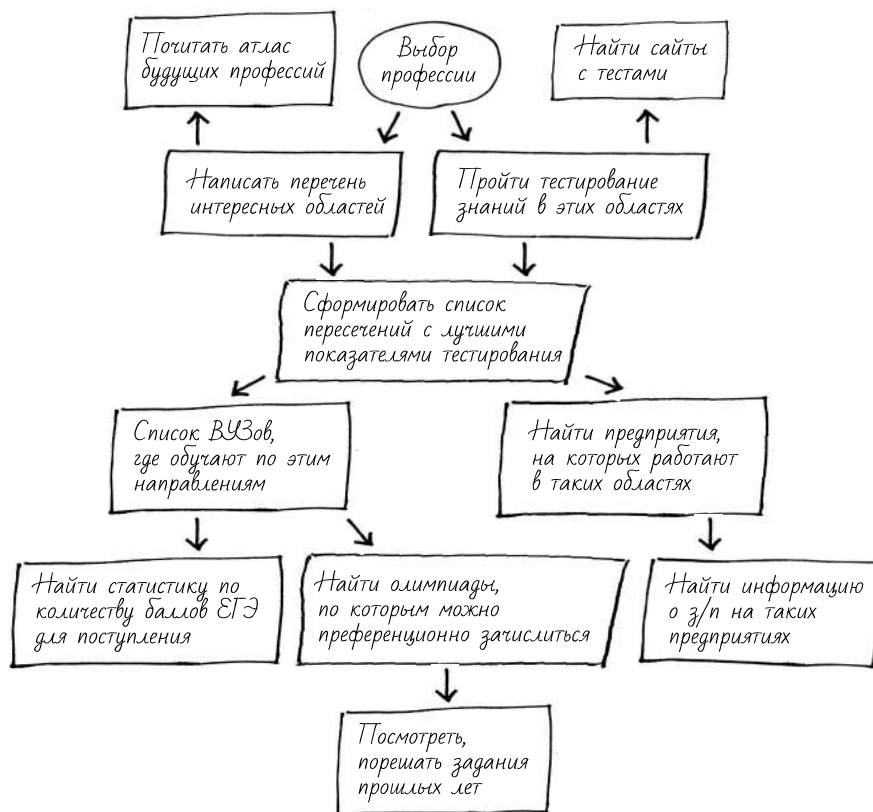 Почитать атлас
будущих профессий
Выбор
профессии
Найти сайты
с тестами
Написать перечень
интересных областей
Пройти тестирование
знаний в этих областях
Сформировать список
пересечений с лучшими
показателями тестирования
Список ВУЗов,
где обучают по этим
направлениям
Найти предприятия,
на которых работают
в таких областях
Найти статистику по
количеству баллов ЕГЭ
для поступления
Найти олимпиады,
по которым можно
преференционно зачислиться
Найти информацию
о з/п на таких
предприятиях
Посмотреть,
порешать задания
прошлых лет